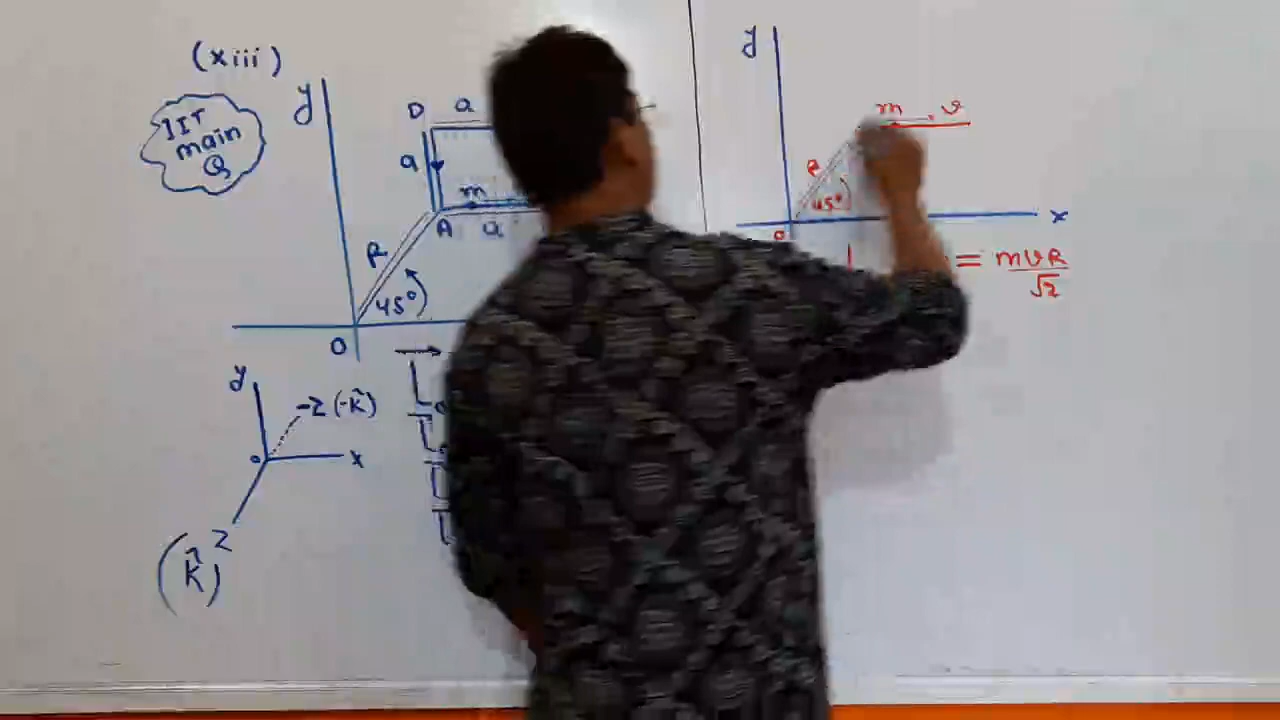 (xiii)
IIT
main
Q
y
D
a
a
m
A
a
R
45°
O
y
-z(-k̂)
o
x
z
(k̂)
y
m
v
R
45°
x
o
= mvR/√2